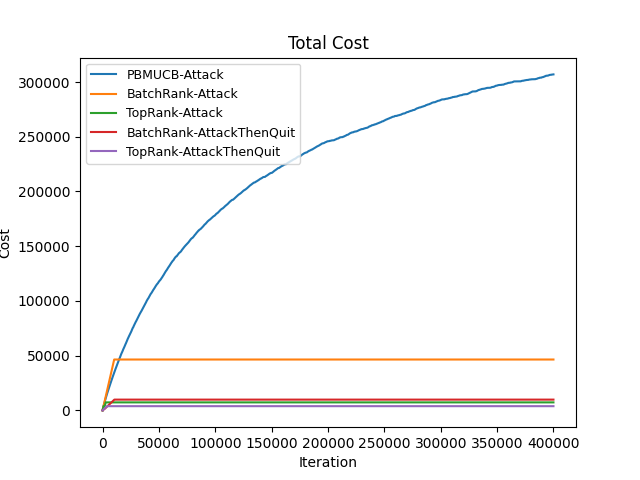 Total Cost
PBMUCB-Attack
BatchRank-Attack
TopRank-Attack
BatchRank-AttackThenQuit
TopRank-AttackThenQuit
300000
250000
200000
150000
100000
50000
0
Cost
0 50000 100000 150000 200000 250000 300000 350000 400000
Iteration